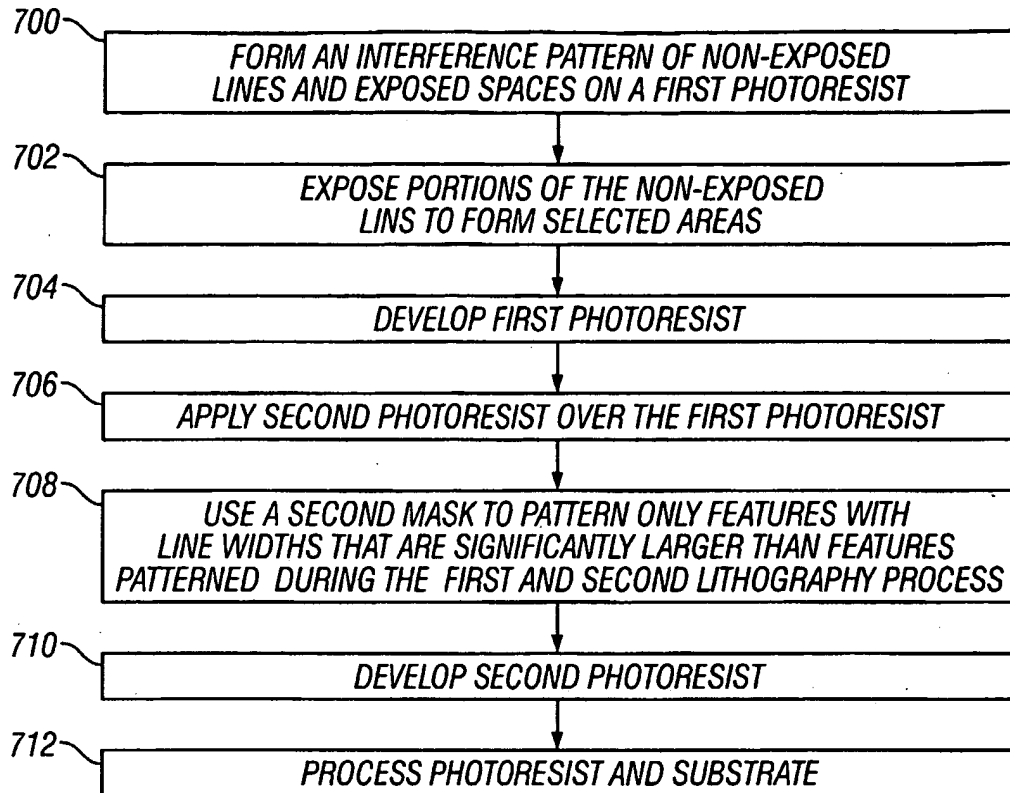 700
FORM AN INTERFERENCE PATTERN OF NON-EXPOSED
LINES AND EXPOSED SPACES ON A FIRST PHOTORESIST
702
EXPOSE PORTIONS OF THE NON-EXPOSED
LINS TO FORM SELECTED AREAS
704
DEVELOP FIRST PHOTORESIST
706
APPLY SECOND PHOTORESIST OVER THE FIRST PHOTORESIST
708
USE A SECOND MASK TO PATTERN ONLY FEATURES WITH
LINE WIDTHS THAT ARE SIGNIFICANTLY LARGER THAN FEATURES
PATTERNED DURING THE FIRST AND SECOND LITHOGRAPHY PROCESS
710
DEVELOP SECOND PHOTORESIST
712
PROCESS PHOTORESIST AND SUBSTRATE